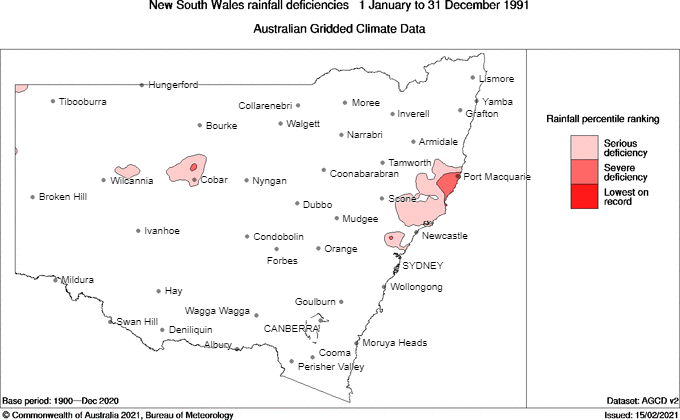 New South Wales rainfall deficiencies 1 January to 31 December 1991
Australian Gridded Climate Data
Lismore
Hungerford
Tibooburra
Collarenebri
Moree
Yamba
Inverell
Grafton
Bourke
Walgett
Narrabri
Armidale
Tamworth
Coonabarabran
Port Macquarie
Wilcannia
Cobar
Nyngan
Broken Hill
Scone
Dubbo
Mudgee
Ivanhoe
Condobolin
Newcastle
Orange
Forbes
SYDNEY
Mildura
Wollongong
Hay
Goulburn
Wagga Wagga
Swan Hill
Deniliquin
CANBERRA
Albury
Moruya Heads
Cooma
Perisher Valley
Rainfall percentile ranking
Serious
deficiency
Severe
deficiency
Lowest on
record
Base period: 1900—Dec 2020
Dataset: AGCD v2
© Commonwealth of Australia 2021, Bureau of Meteorology
Issued: 15/02/2021